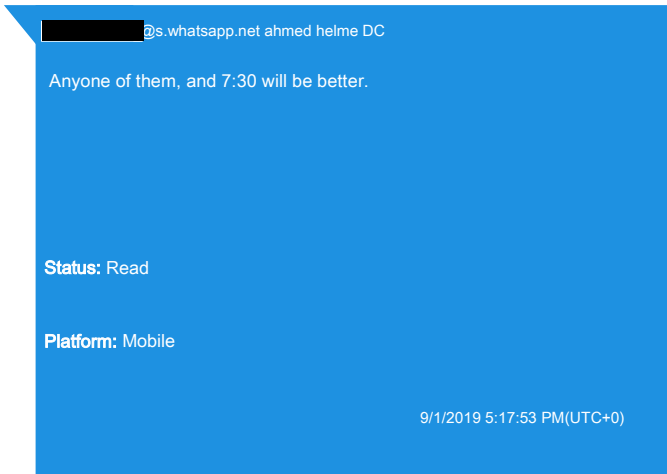 @s.whatsapp.net ahmed helme DC
Anyone of them, and 7:30 will be better.
Status: Read
Platform: Mobile
9/1/2019 5:17:53 PM(UTC+0)